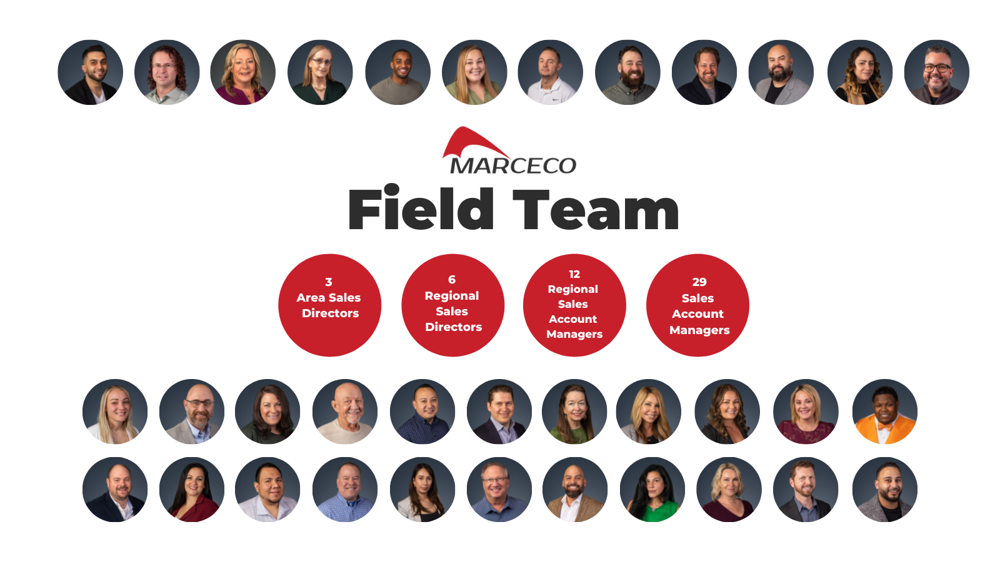 MARCECO
Field Team
3
Area Sales
Directors
6
Regional
Sales
Directors
12
Regional
Sales
Account
Managers
29
Sales
Account
Managers